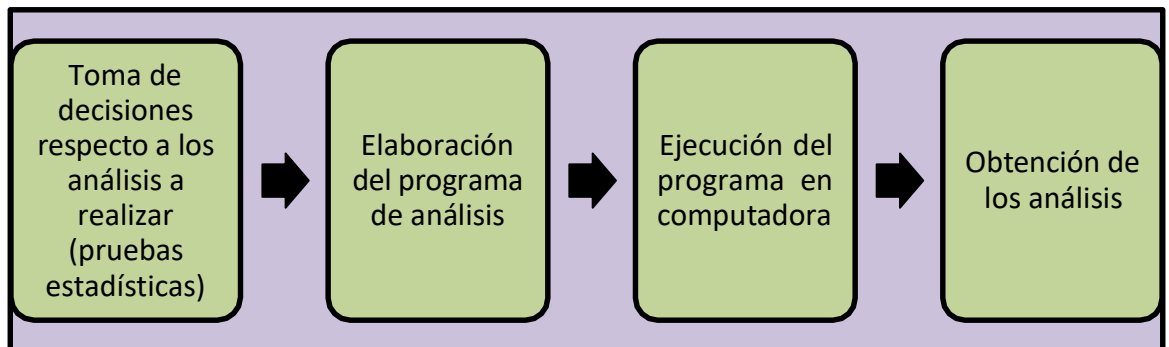 Toma de
decisiones
respecto a los
análisis a
realizar
(pruebas
estadísticas)
Elaboración
del programa
de análisis
Ejecución del
programa en
computadora
Obtención de
los análisis